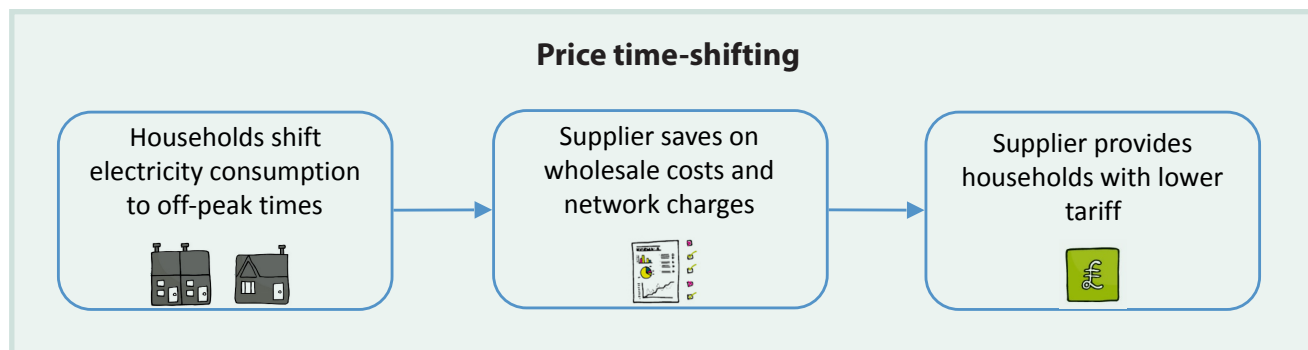 Price time-shifting
Households shift
electricity consumption
to off-peak times
Supplier saves on
wholesale costs and
network charges
Supplier provides
households with lower
tariff
£